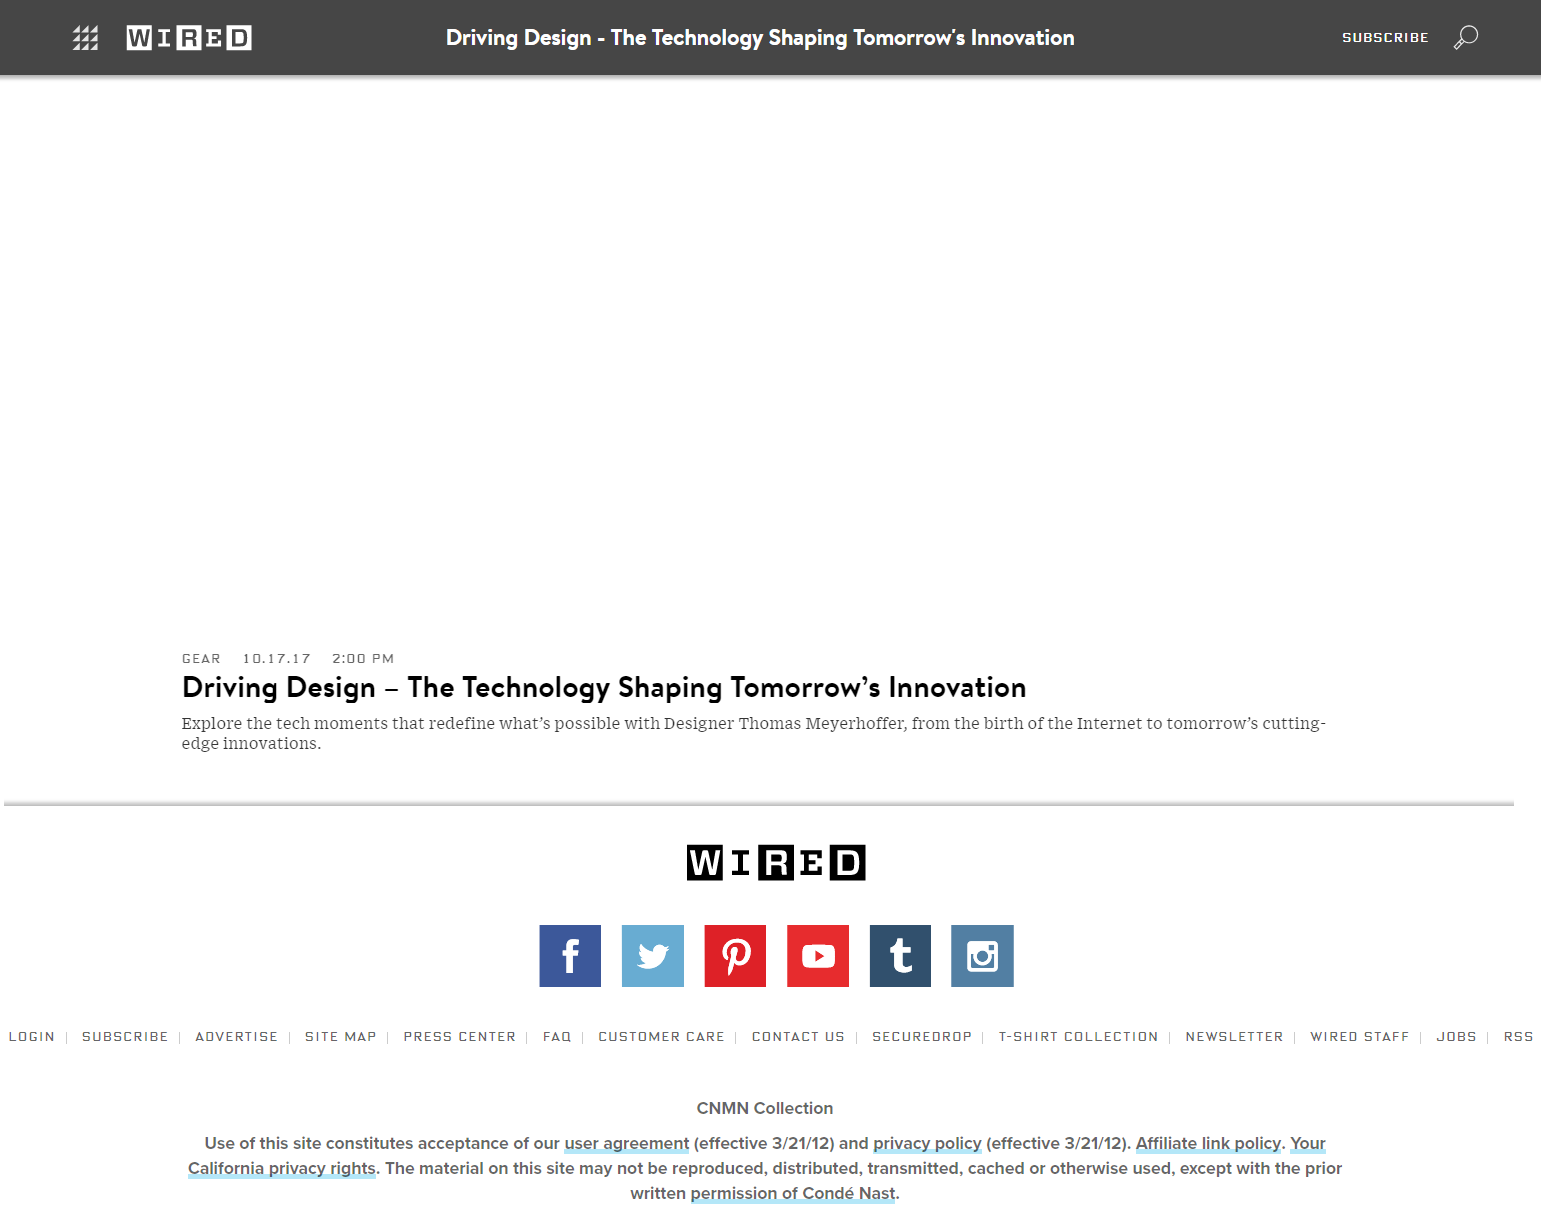 WIRED
Driving Design - The Technology Shaping Tomorrow's Innovation
SUBSCRIBE
GEAR 10.17.17 2:00 PM
Driving Design – The Technology Shaping Tomorrow’s Innovation
Explore the tech moments that redefine what’s possible with Designer Thomas Meyerhoffer, from the birth of the Internet to tomorrow’s cutting-
edge innovations.
WIRED
LOGIN SUBSCRIBE ADVERTISE SITE MAP PRESS CENTER FAQ CUSTOMER CARE CONTACT US SECUREDROP T-SHIRT COLLECTION NEWSLETTER WIRED STAFF JOBS RSS
CNMN Collection
Use of this site constitutes acceptance of our user agreement (effective 3/21/12) and privacy policy (effective 3/21/12). Affiliate link policy. Your
California privacy rights. The material on this site may not be reproduced, distributed, transmitted, cached or otherwise used, except with the prior
written permission of Condé Nast.